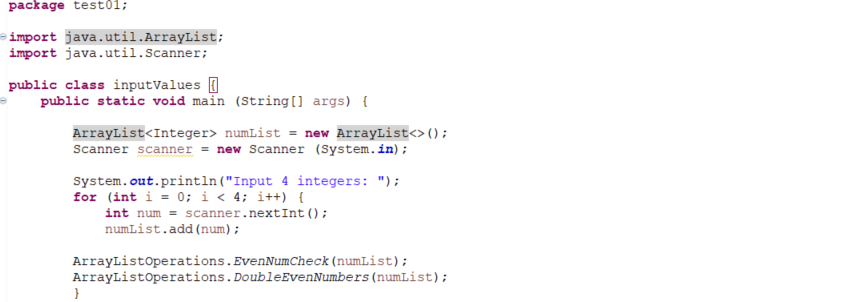 package test01;
import java.util.ArrayList;
import java.util.Scanner;
public class inputValues {
public static void main (String[] args) {
ArrayList<Integer> numList = new ArrayList<>();
Scanner scanner = new Scanner (System.in);
System.out.println("Input 4 integers: ");
for (int i = 0; i < 4; i++) {
int num = scanner.nextInt();
numList.add(num);
ArrayListOperations.EvenNumCheck(numList);
ArrayListOperations.DoubleEvenNumbers(numList);
}